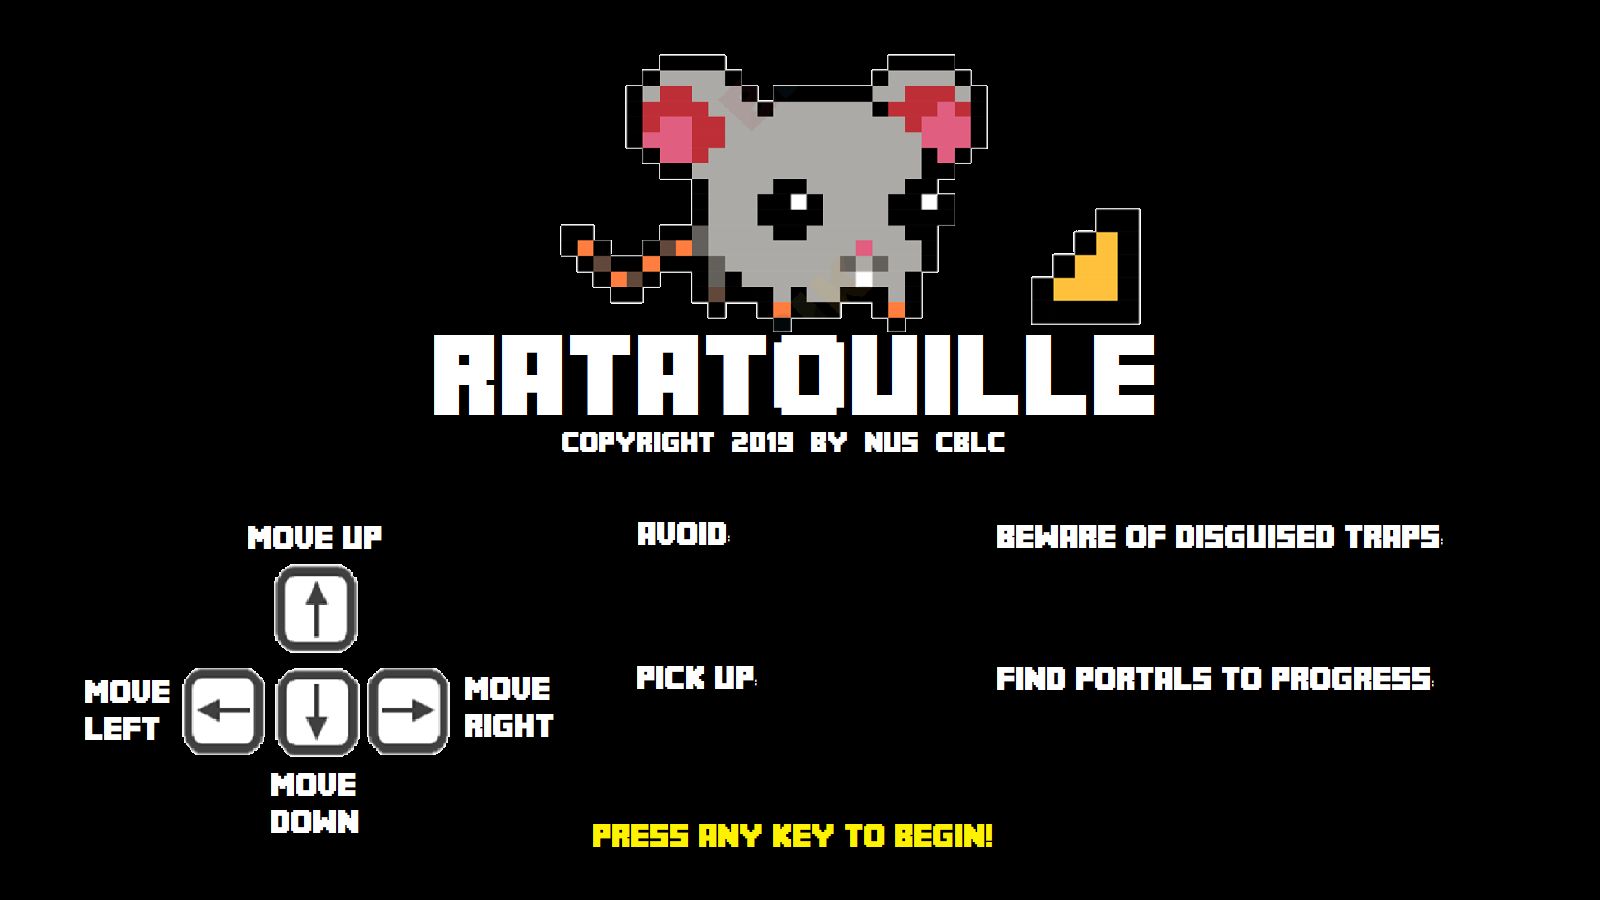 RATATOUILLE
COPYRIGHT 2019 BY NUS CBLC
MOVE UP
MOVE
LEFT
MOVE
RIGHT
MOVE
DOWN
AVOID:
PICK UP:
BEWARE OF DISGUISED TRAPS:
FIND PORTALS TO PROGRESS:
PRESS ANY KEY TO BEGIN!